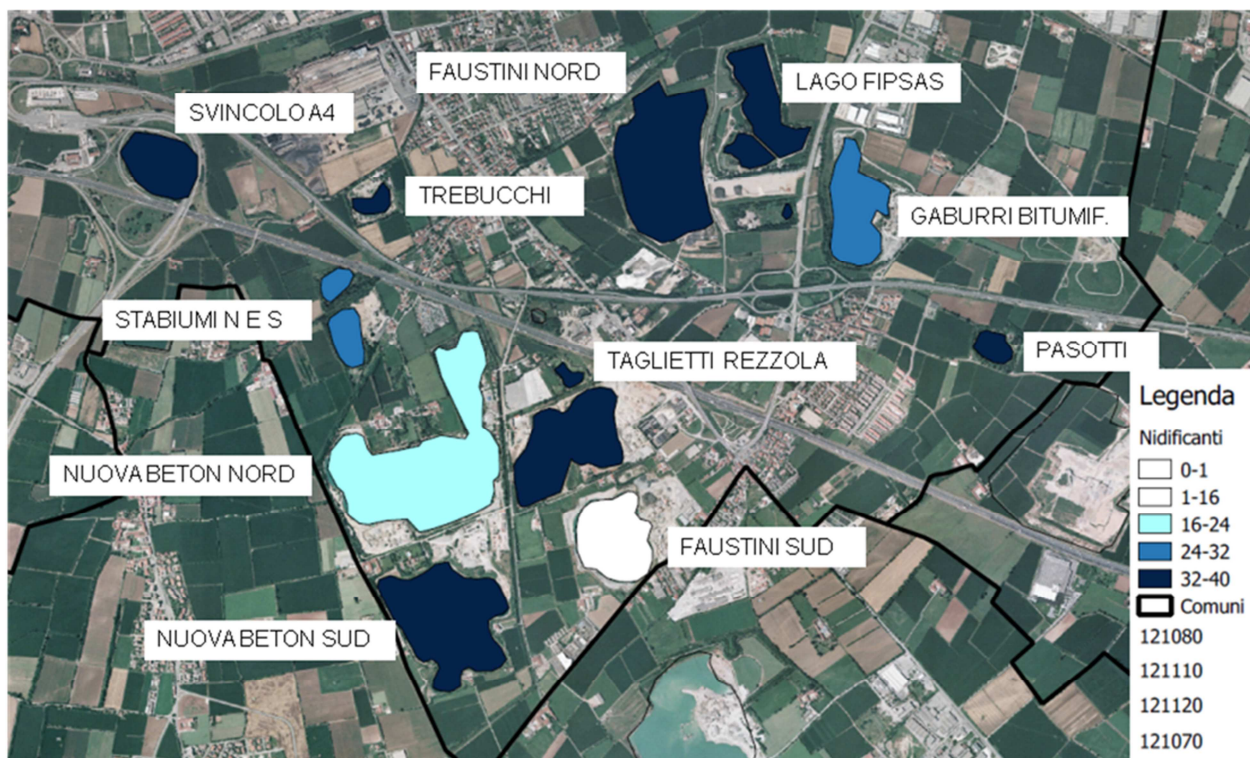 FAUSTINI NORD
LAGO FIPSAS
SVINCOLO A4
TREBUCCHI
GABURRI BITUMIF.
STABIUMI N E S
TAGLIETTI REZZOLA
PASOTTI
NUOVA BETON NORD
FAUSTINI SUD
NUOVA BETON SUD
Legenda
Nidificanti
0-1
1-16
16-24
24-32
32-40
Comuni
121080
121110
121120
121070